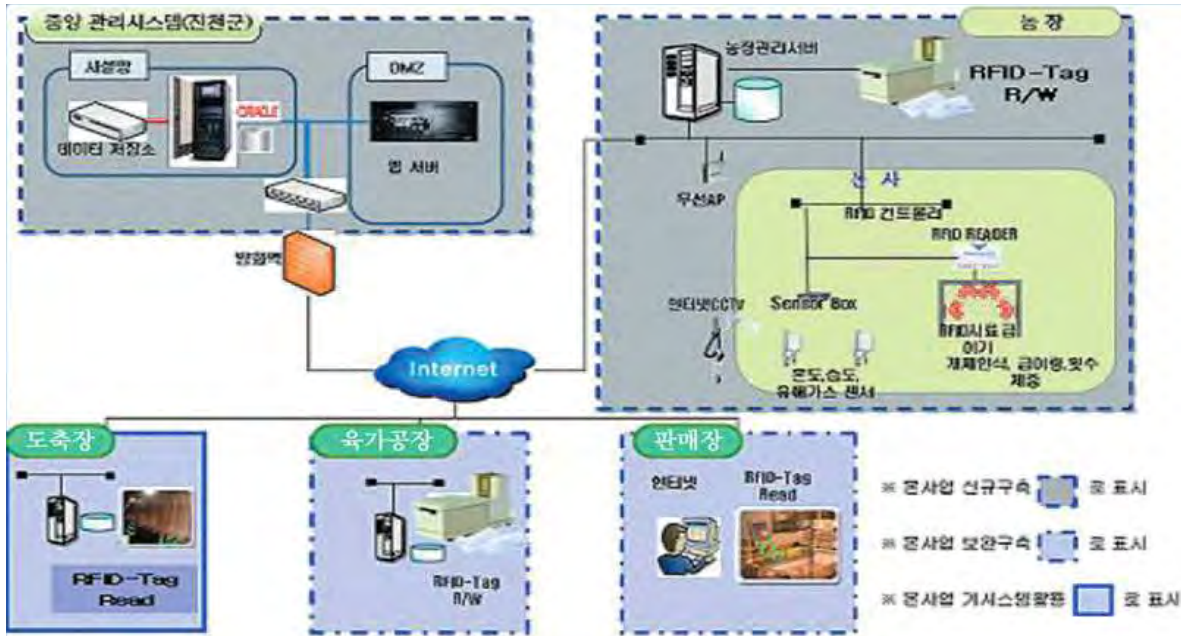 중앙 관리시스템(진천군)
사설망
DMZ
ORACLE
데이터 저장소
웹 서버
방화벽
농 장
농장관리서버
RFID-Tag
R/W
무선AP
돈 사
RFID 컨트롤러
RFID READER
인터넷CCTV
Sensor Box
온도,습도,
유해가스 센서
RFID사료급
이기
개체인식, 급이량,횟수
체중
Internet
도축장
RFID-Tag
Read
육가공장
RFID-Tag
R/W
판매장
인터넷
RFID-Tag
Read
※ 본사업 신규구축 로 표시
※ 본사업 보완구축 로 표시
※ 본사업 기시스템활용 로 표시